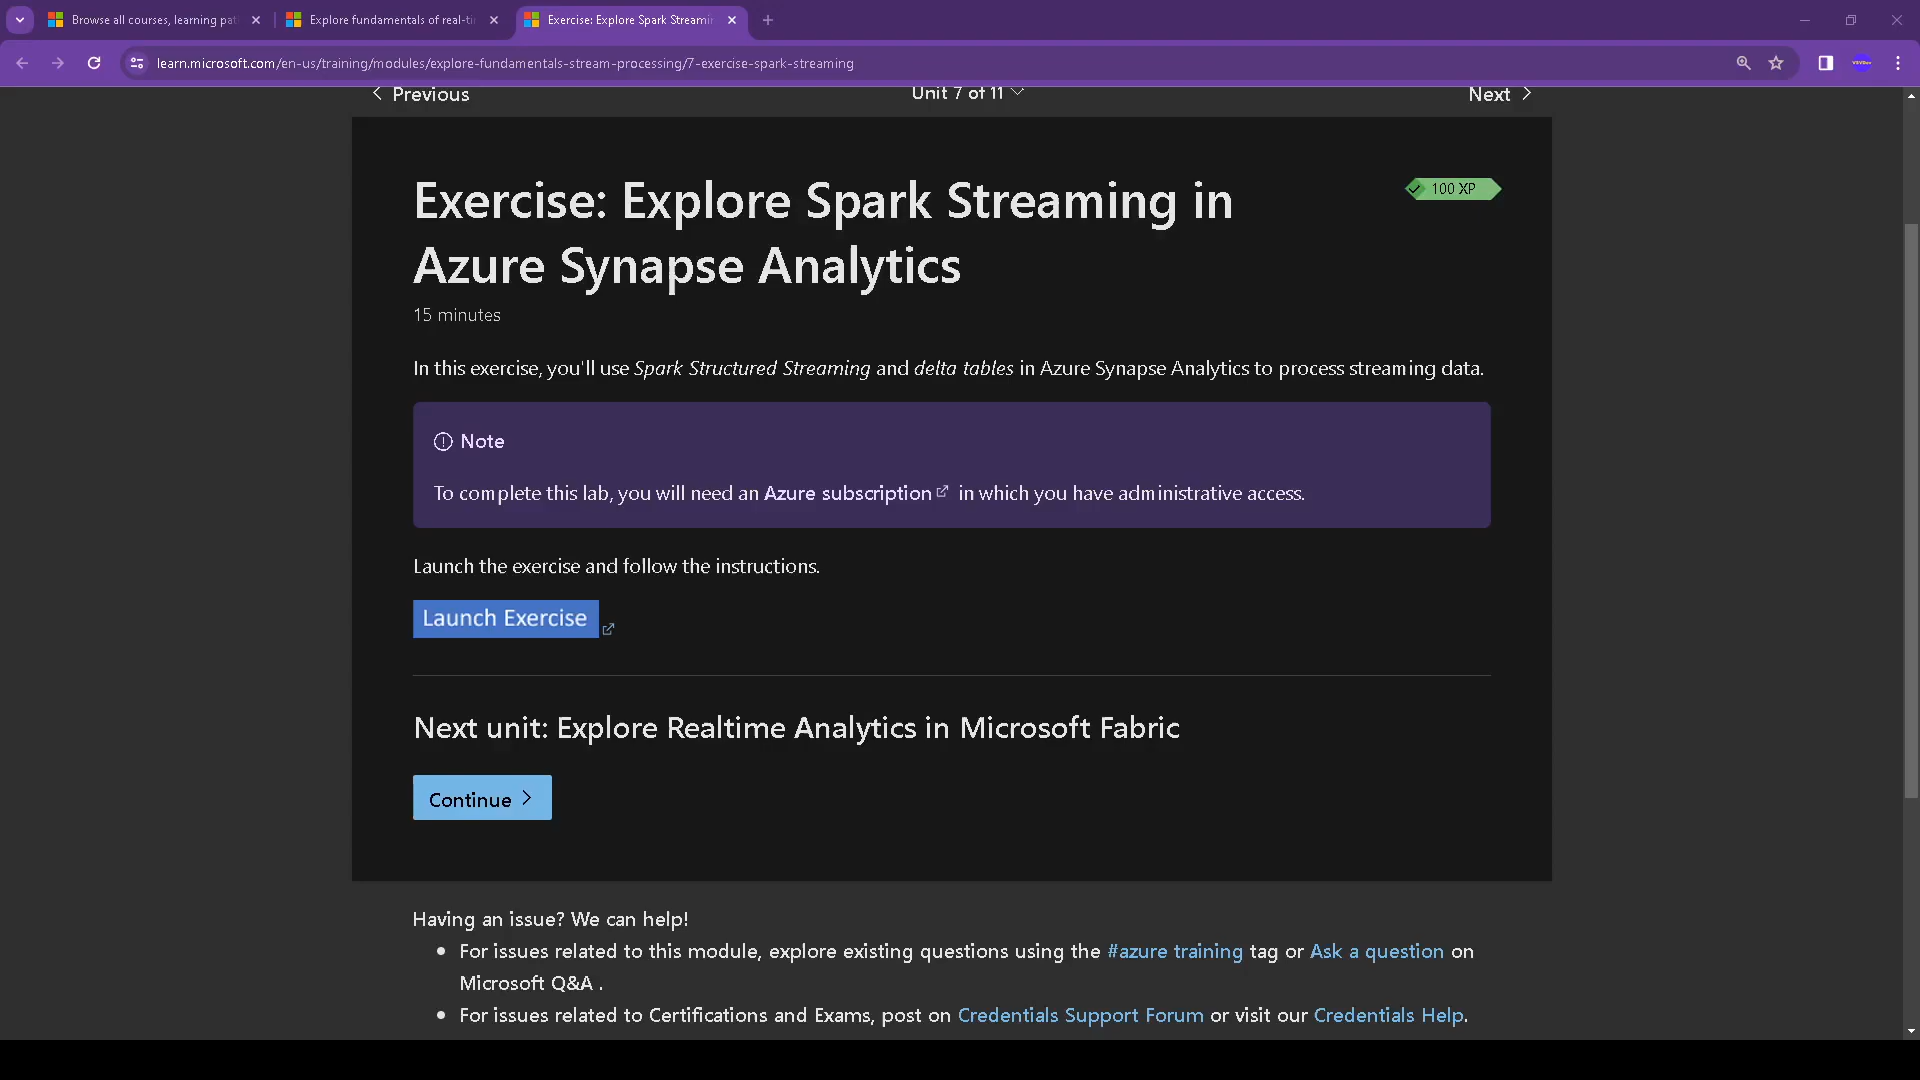 Browse all courses, learning pat
Explore fundamentals of real-ti
Exercise: Explore Spark Streamin
learn.microsoft.com/en-us/training/modules/explore-fundamentals-stream-processing/7-exercise-spark-streaming
Previous
Unit 7 of 11
Next
Exercise: Explore Spark Streaming in
Azure Synapse Analytics
100 XP
15 minutes
In this exercise, you'll use Spark Structured Streaming and delta tables in Azure Synapse Analytics to process streaming data.
Note
To complete this lab, you will need an Azure subscription in which you have administrative access.
Launch the exercise and follow the instructions.
Launch Exercise
Next unit: Explore Realtime Analytics in Microsoft Fabric
Continue
Having an issue? We can help!
For issues related to this module, explore existing questions using the #azure training tag or Ask a question on
Microsoft Q&A .
For issues related to Certifications and Exams, post on Credentials Support Forum or visit our Credentials Help.